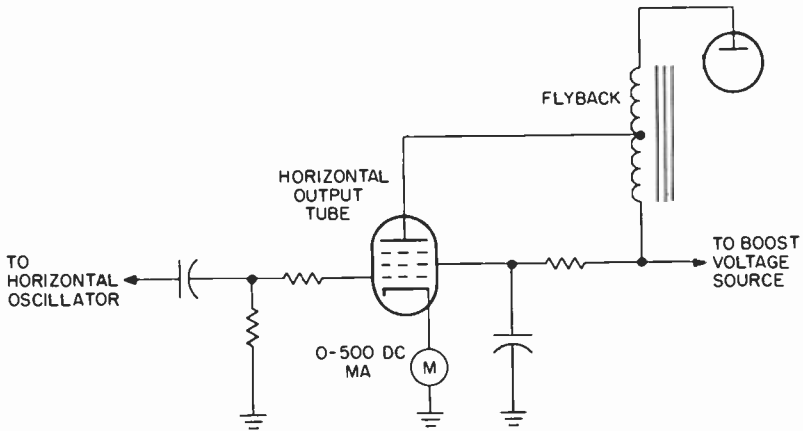 FLYBACK
HORIZONTAL
OUTPUT
TUBE
TO
HORIZONTAL
OSCILLATOR
TO BOOST
VOLTAGE
SOURCE
0-500 DC
MA
M